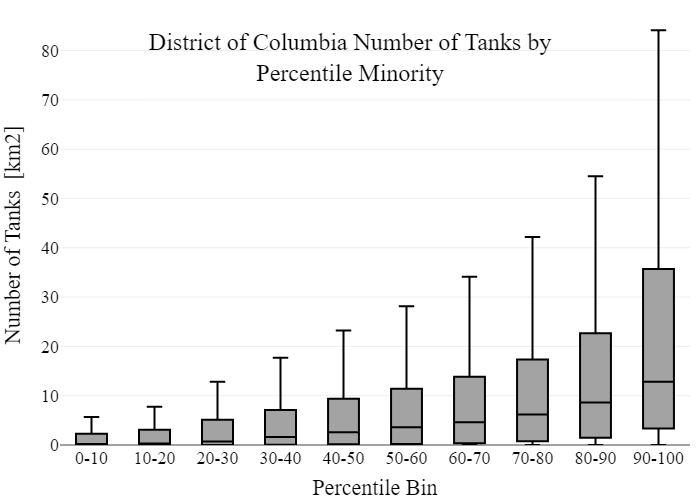 District of Columbia Number of Tanks by
Percentile Minority
Number of Tanks [km2]
80
70
60
50
40
30
20
10
0
0-10 10-20 20-30 30-40 40-50 50-60 60-70 70-80 80-90 90-100
Percentile Bin